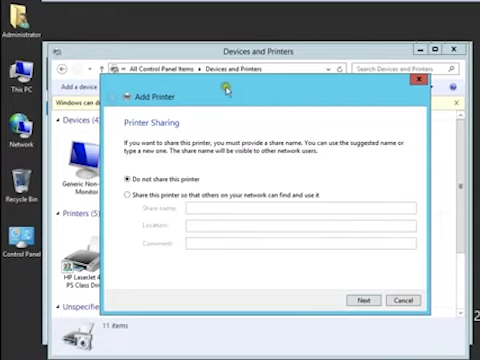 Administrator
This PC
Network
Recycle Bin
Control Panel
Devices and Printers
All Control Panel Items
Devices and Printers
Search Devices and Printers
Add a device
Windows can di
Devices (4
Generic Non-
Monitor
Printers (5)
HP LaserJet 4
PS Class Driv
Unspecifie
11 items
Add Printer
Printer Sharing
If you want to share this printer, you must provide a share name. You can use the suggested name or
type a new one. The share name will be visible to other network users.
Do not share this printer
Share this printer so that others on your network can find and use it
Share name:
Location:
Comment:
Next
Cancel
2